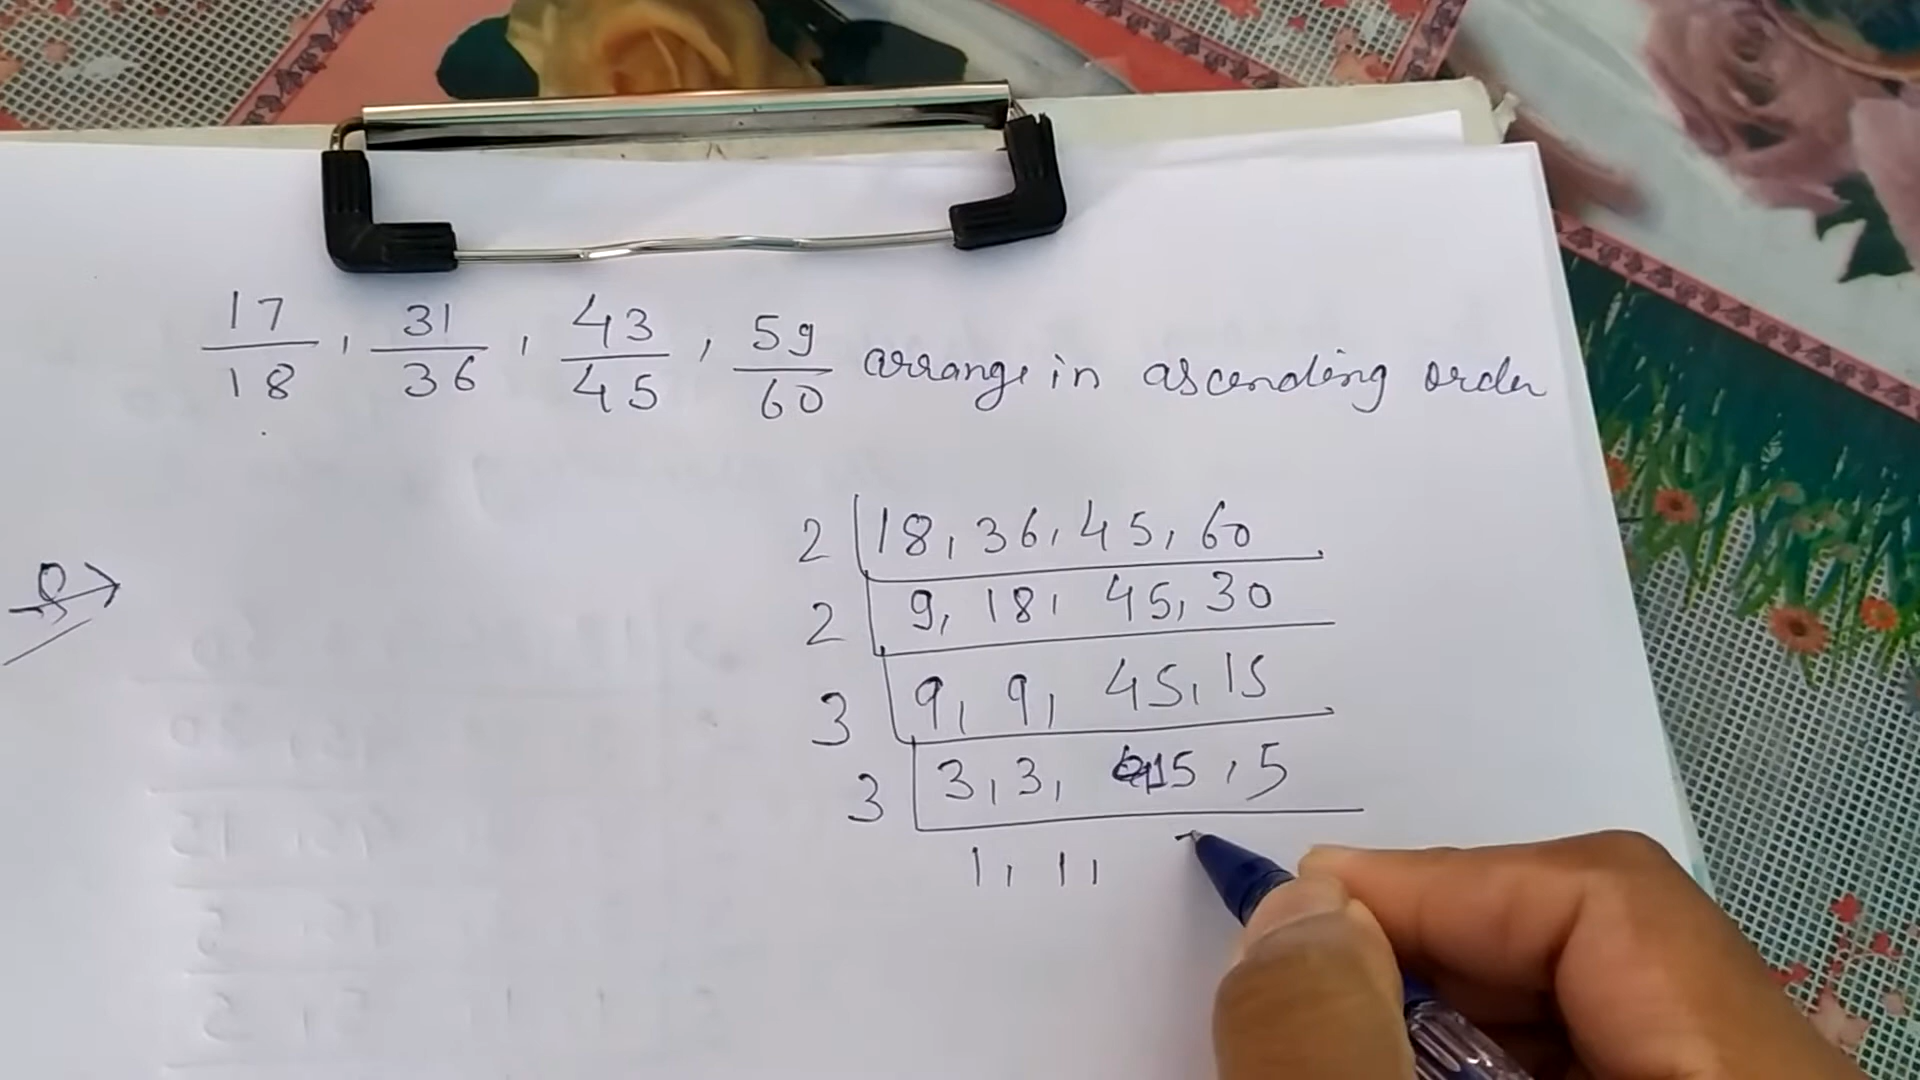 17/18, 31/36, 43/45, 59/60 arrange in ascending order
2 | 18, 36, 45, 60
2 | 9, 18, 45, 30
3 | 9, 9, 45, 15
3 | 3, 3, 15, 5
1, 1,